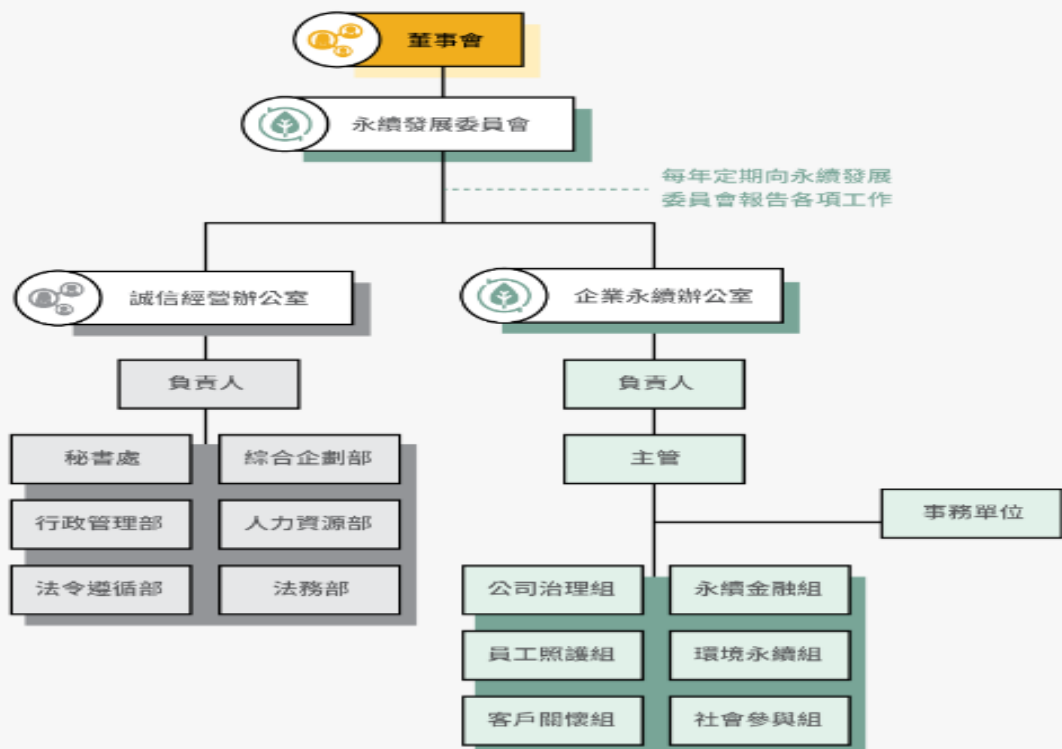 董事會
永續發展委員會
每年定期向永續發展
委員會報告各項工作
誠信經營辦公室
企業永續辦公室
負責人
負責人
秘書處
綜合企劃部
主管
行政管理部
人力資源部
事務單位
法令遵循部
法務部
公司治理組
永續金融組
員工照護組
環境永續組
客戶關懷組
社會參與組